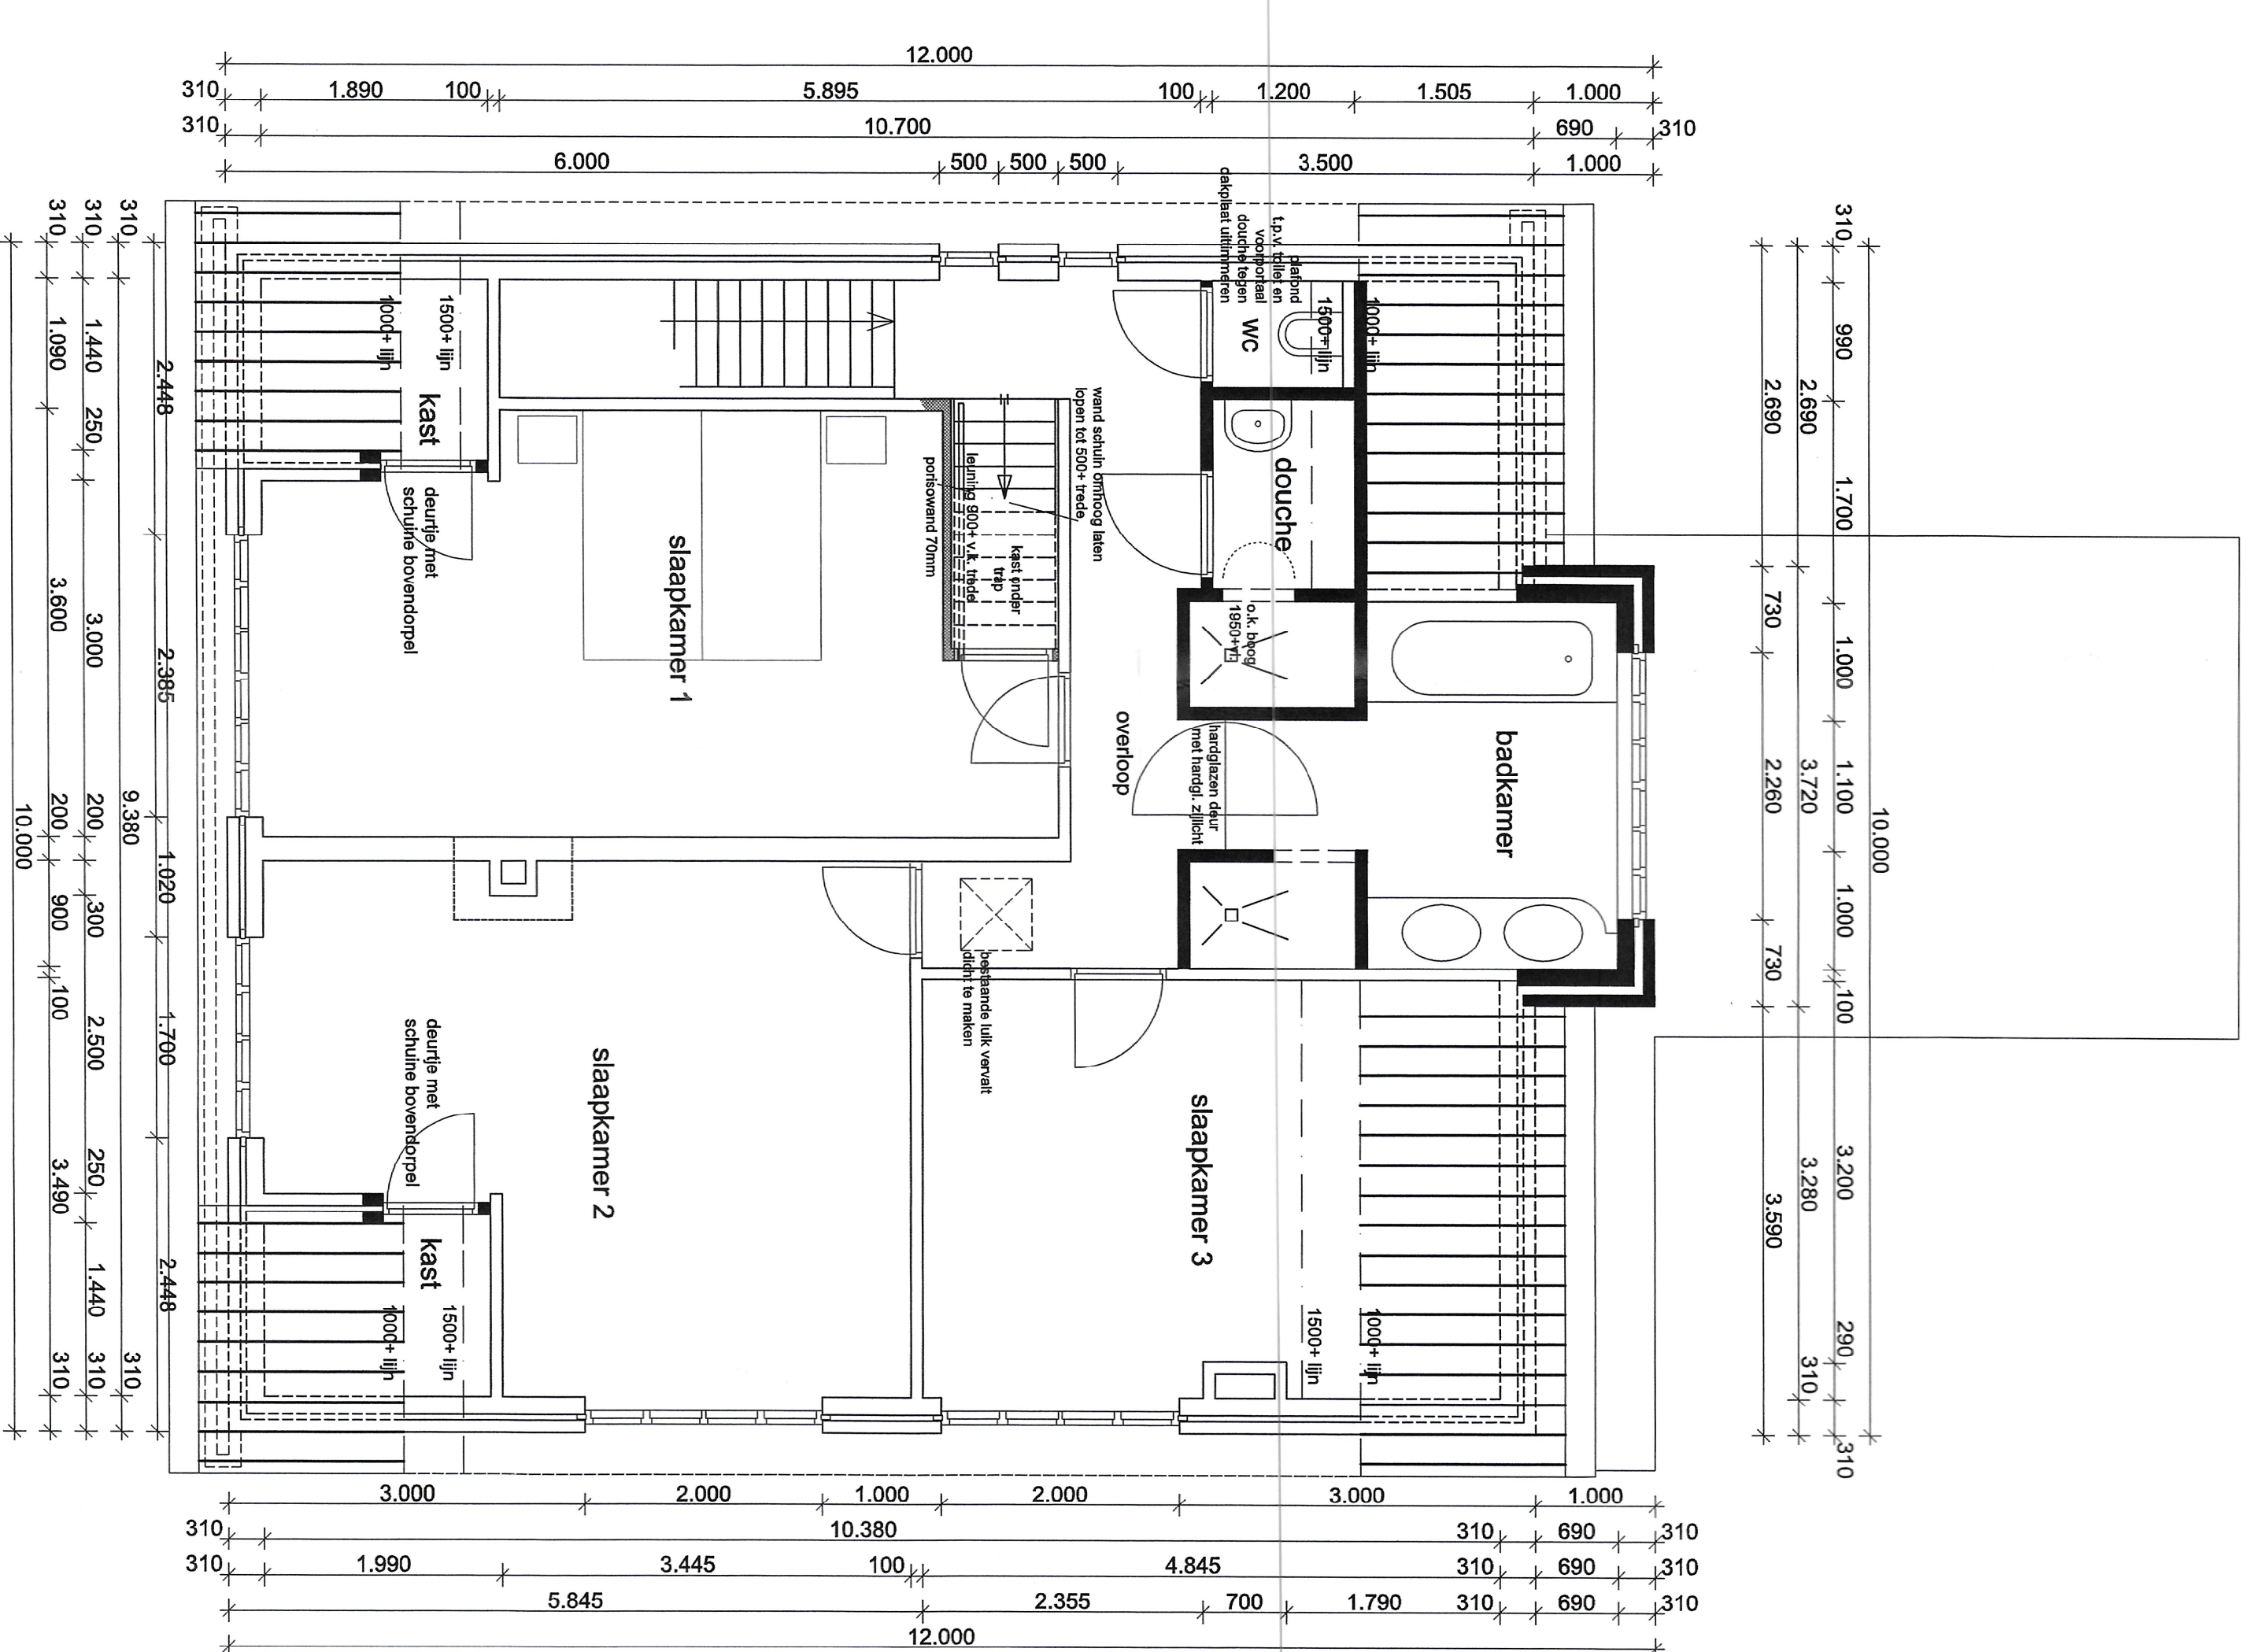 12.000
310 1.890 100 5.895 100 1.200 1.505 1.000
310 10.700 690 310
6.000 500 500 500 3.500 1.000
310 1.440 250 3.000 200 300 2.500 250 1.440 310
310 1.090 3.600 200 900 100 3.490 310
310 9.380 310
2.448 2.385 1.020 1.700 2.448
10.000
1000+ lijn
1500+ lijn
kast
deurtje met
schuine bovendorpel
slaapkamer 1
porisowand 70mm
leuning 900+ v.k. trede
kast onder
trap
wand schuin omhoog laten
lopen tot 500+ trede
plafond
t.p.v. toilet en
voorportaal
douche tegen
dakplaat uittimmeren
WC
1500+ lijn
1000+ lijn
douche
o.k. boog
1950+vl.
overloop
hardglazen deur
met hardgl. zijlicht
badkamer
bestaande luik vervalt
dicht te maken
slaapkamer 2
deurtje met
schuine bovendorpel
kast
1000+ lijn
1500+ lijn
slaapkamer 3
1500+ lijn
1000+ lijn
310 990 1.700 1.000 1.100 1.000 100 3.200 290 310
2.690 3.720 3.280 310
2.690 730 2.260 730 3.590
10.000
3.000 2.000 1.000 2.000 3.000 1.000
310 10.380 310 690 310
310 1.990 3.445 100 4.845 310 690 310
5.845 2.355 700 1.790 310 690 310
12.000